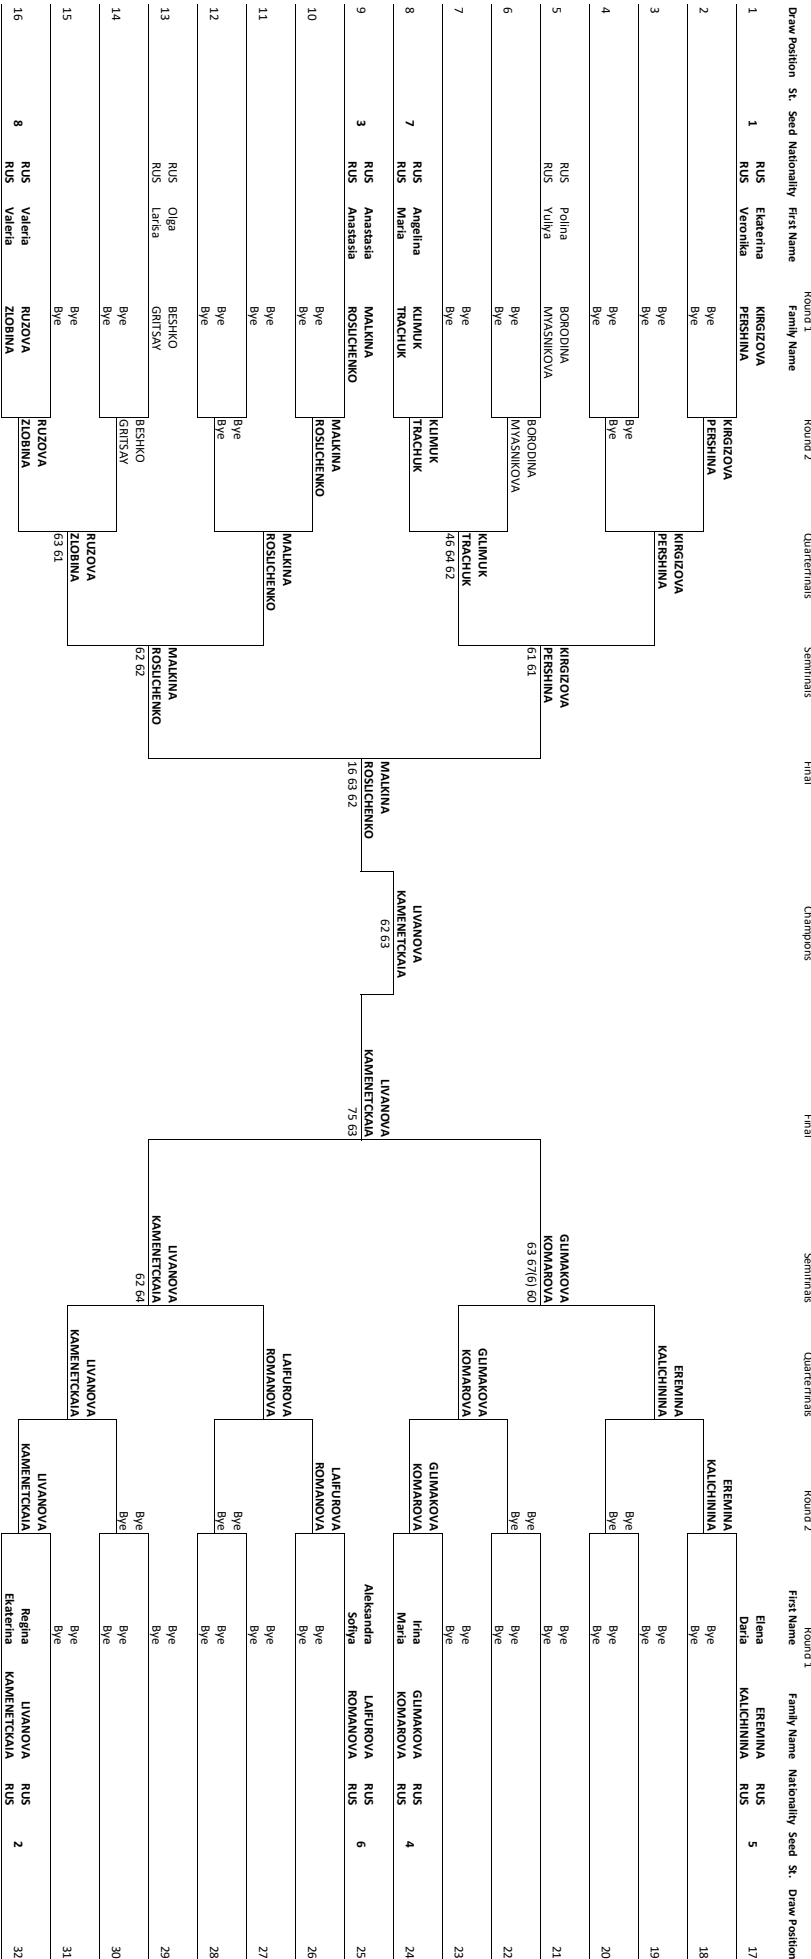 Round 1 Round 2 Quarterfinals Semifinals Final Champions Final Semifinals Quarterfinals Round 2 Round 1
Draw Position St. Seed Nationality First Name Family Name
First Name Family Name Nationality Seed St. Draw Position
RUS Ekaterina KIRGIZOVA
1 1 RUS Veronika PERSHINA
Bye
2 Bye
Bye
3 Bye
Bye
4 Bye
RUS Polina BORODINA
5 RUS Yuliya MYASNIKOVA
Bye
6 Bye
Bye
7 Bye
RUS Angelina KLIMUK
8 7 RUS Maria TRACHUK
RUS Anastasia MALKINA
9 3 RUS Anastasia ROSLICHENKO
Bye
10 Bye
Bye
11 Bye
Bye
12 Bye
RUS Olga BESHKO
13 RUS Larisa GRITSAY
Bye
14 Bye
Bye
15 Bye
RUS Valeria RUZOVA
16 8 RUS Valeria ZLOBINA
KIRGIZOVA
PERSHINA
Bye
Bye
BORODINA
MYASNIKOVA
KLIMUK
TRACHUK
MALKINA
ROSLICHENKO
Bye
Bye
BESHKO
GRITSAY
RUZOVA
ZLOBINA
KIRGIZOVA
PERSHINA
KLIMUK
TRACHUK
46 64 62
MALKINA
ROSLICHENKO
RUZOVA
ZLOBINA
63 61
KIRGIZOVA
PERSHINA
61 61
MALKINA
ROSLICHENKO
62 62
MALKINA
ROSLICHENKO
16 63 62
LIVANOVA
KAMENETCKAIA
62 63
LIVANOVA
KAMENETCKAIA
75 63
GLIMAKOVA
KOMAROVA
63 67(6) 60
LIVANOVA
KAMENETCKAIA
62 64
EREMINA
KALICHININA
GLIMAKOVA
KOMAROVA
LAIFUROVA
ROMANOVA
LIVANOVA
KAMENETCKAIA
EREMINA
KALICHININA
Bye
Bye
Bye
Bye
GLIMAKOVA
KOMAROVA
LAIFUROVA
ROMANOVA
Bye
Bye
Bye
Bye
LIVANOVA
KAMENETCKAIA
Elena EREMINA RUS
Daria KALICHININA RUS 5 17
Bye
Bye 18
Bye
Bye 19
Bye
Bye 20
Bye
Bye 21
Bye
Bye 22
Bye
Bye 23
Irina GLIMAKOVA RUS
Maria KOMAROVA RUS 4 24
Aleksandra LAIFUROVA RUS
Sofiya ROMANOVA RUS 6 25
Bye
Bye 26
Bye
Bye 27
Bye
Bye 28
Bye
Bye 29
Bye
Bye 30
Bye
Bye 31
Regina LIVANOVA RUS
Ekaterina KAMENETCKAIA RUS 2 32